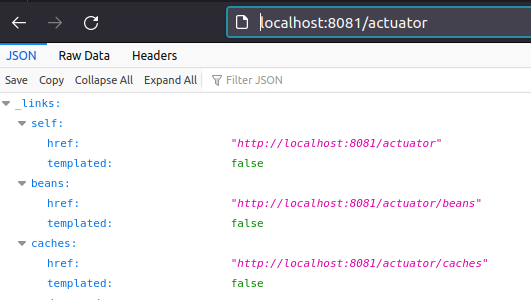 localhost:8081/actuator
JSON Raw Data Headers
Save Copy Collapse All Expand All Filter JSON
_links:
self:
href: "http://localhost:8081/actuator"
templated: false
beans:
href: "http://localhost:8081/actuator/beans"
templated: false
caches:
href: "http://localhost:8081/actuator/caches"
templated: false